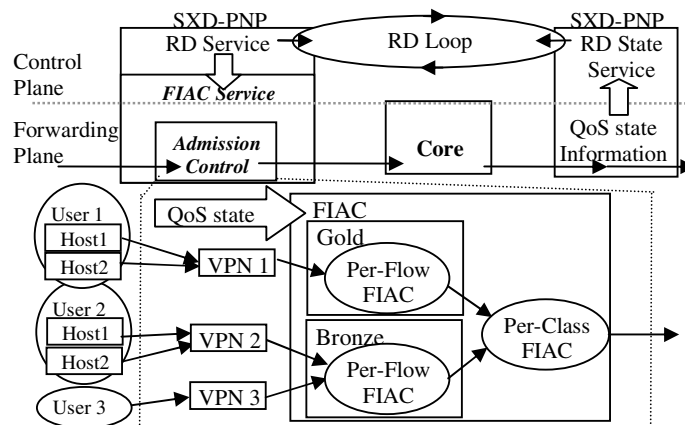 SXD-PNP
SXD-PNP
RD Service
RD Loop
RD State
Service
Control
Plane
FIAC Service
Forwarding
Plane
Admission
Control
Core
QoS state
Information
User 1
Host1
Host2
QoS state
FIAC
Gold
VPN 1
Per-Flow
FIAC
User 2
Host1
Host2
VPN 2
Bronze
Per-Flow
FIAC
Per-Class
FIAC
User 3
VPN 3